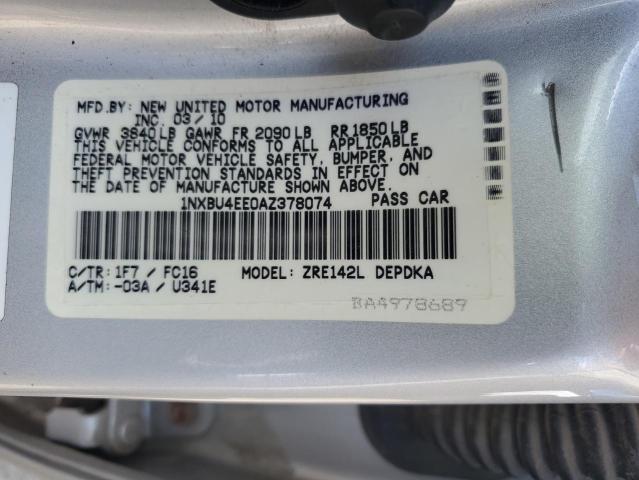 MFD.BY: NEW UNITED MOTOR MANUFACTURING
INC. 03/10
GVWR 3840LB GAWR FR 2090LB RR1850LB
THIS VEHICLE CONFORMS TO ALL APPLICABLE
FEDERAL MOTOR VEHICLE SAFETY, BUMPER, AND
THEFT PREVENTION STANDARDS IN EFFECT ON
THE DATE OF MANUFACTURE SHOWN ABOVE.
1NXBU4EE0AZ378074 PASS CAR
C/TR: 1F7 / FC16 MODEL: ZRE142L DEPDKA
A/TM: -03A / U341E
BA4978689